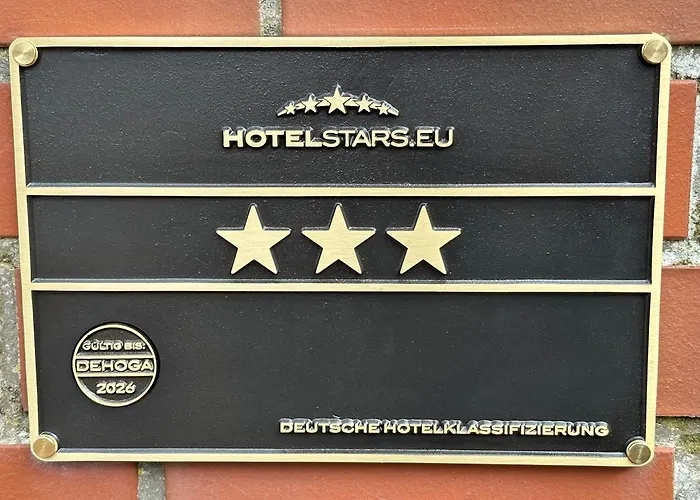 HOTELSTARS.EU
GÜLTIG BIS:
DEHOGA
2026
DEUTSCHE HOTELKLASSIFIZIERUNG